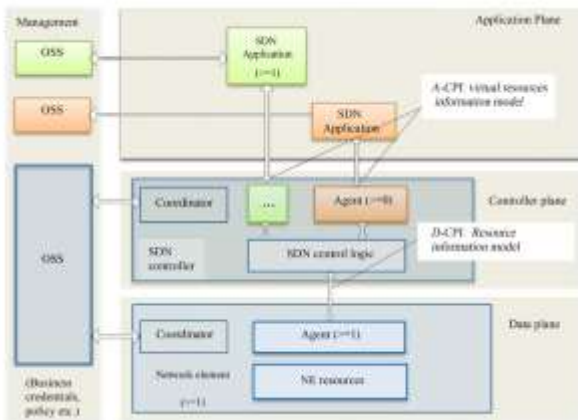 Management
Application Plane
OSS
SDN
Application
(>=1)
OSS
SDN
Application
A-CPI: virtual resources
information model
Coordinator
...
Agent (>=0)
Controller plane
OSS
SDN
controller
SDN control logic
D-CPI: Resource
information model
Coordinator
Agent (>=1)
Data plane
Network element
(>=1)
NE resources
(Business
credentials,
policy etc.)